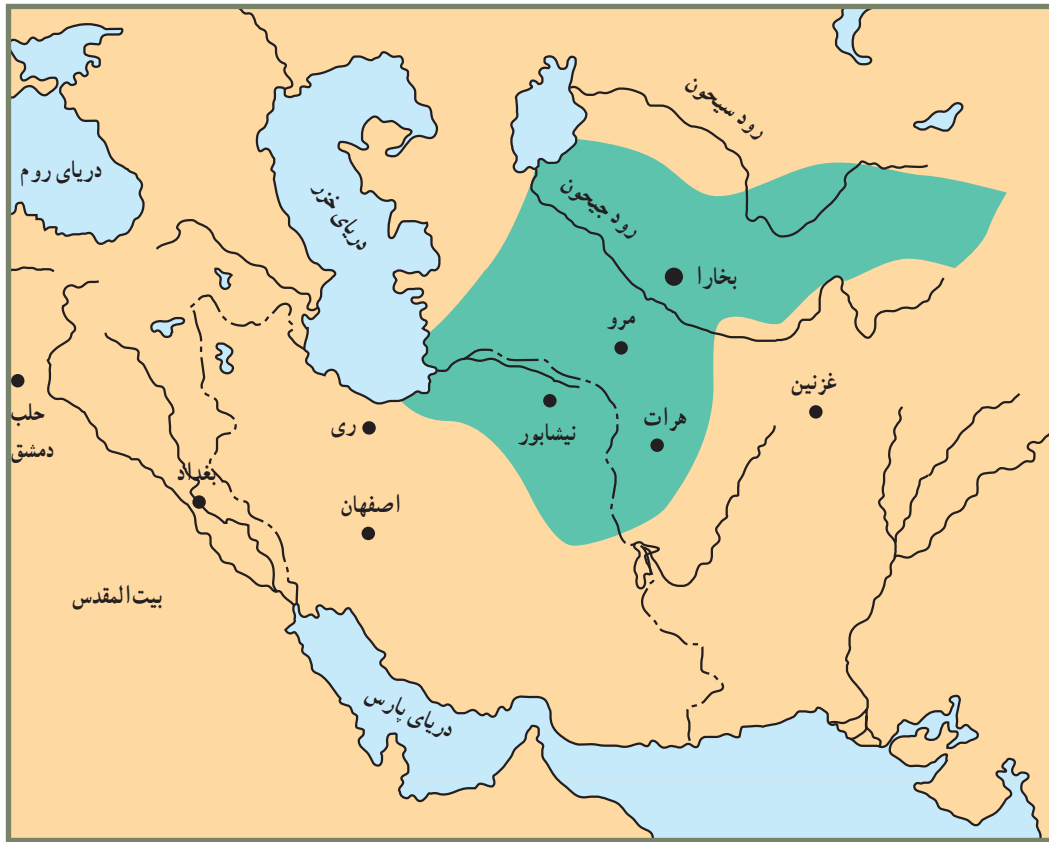 رود سیحون
دریای روم
دریای خزر
رود جیحون
بخارا
مرو
غزنین
حلب
ری
نیشابور
هرات
دمشق
بغداد
اصفهان
بیت‌المقدس
دریای پارس